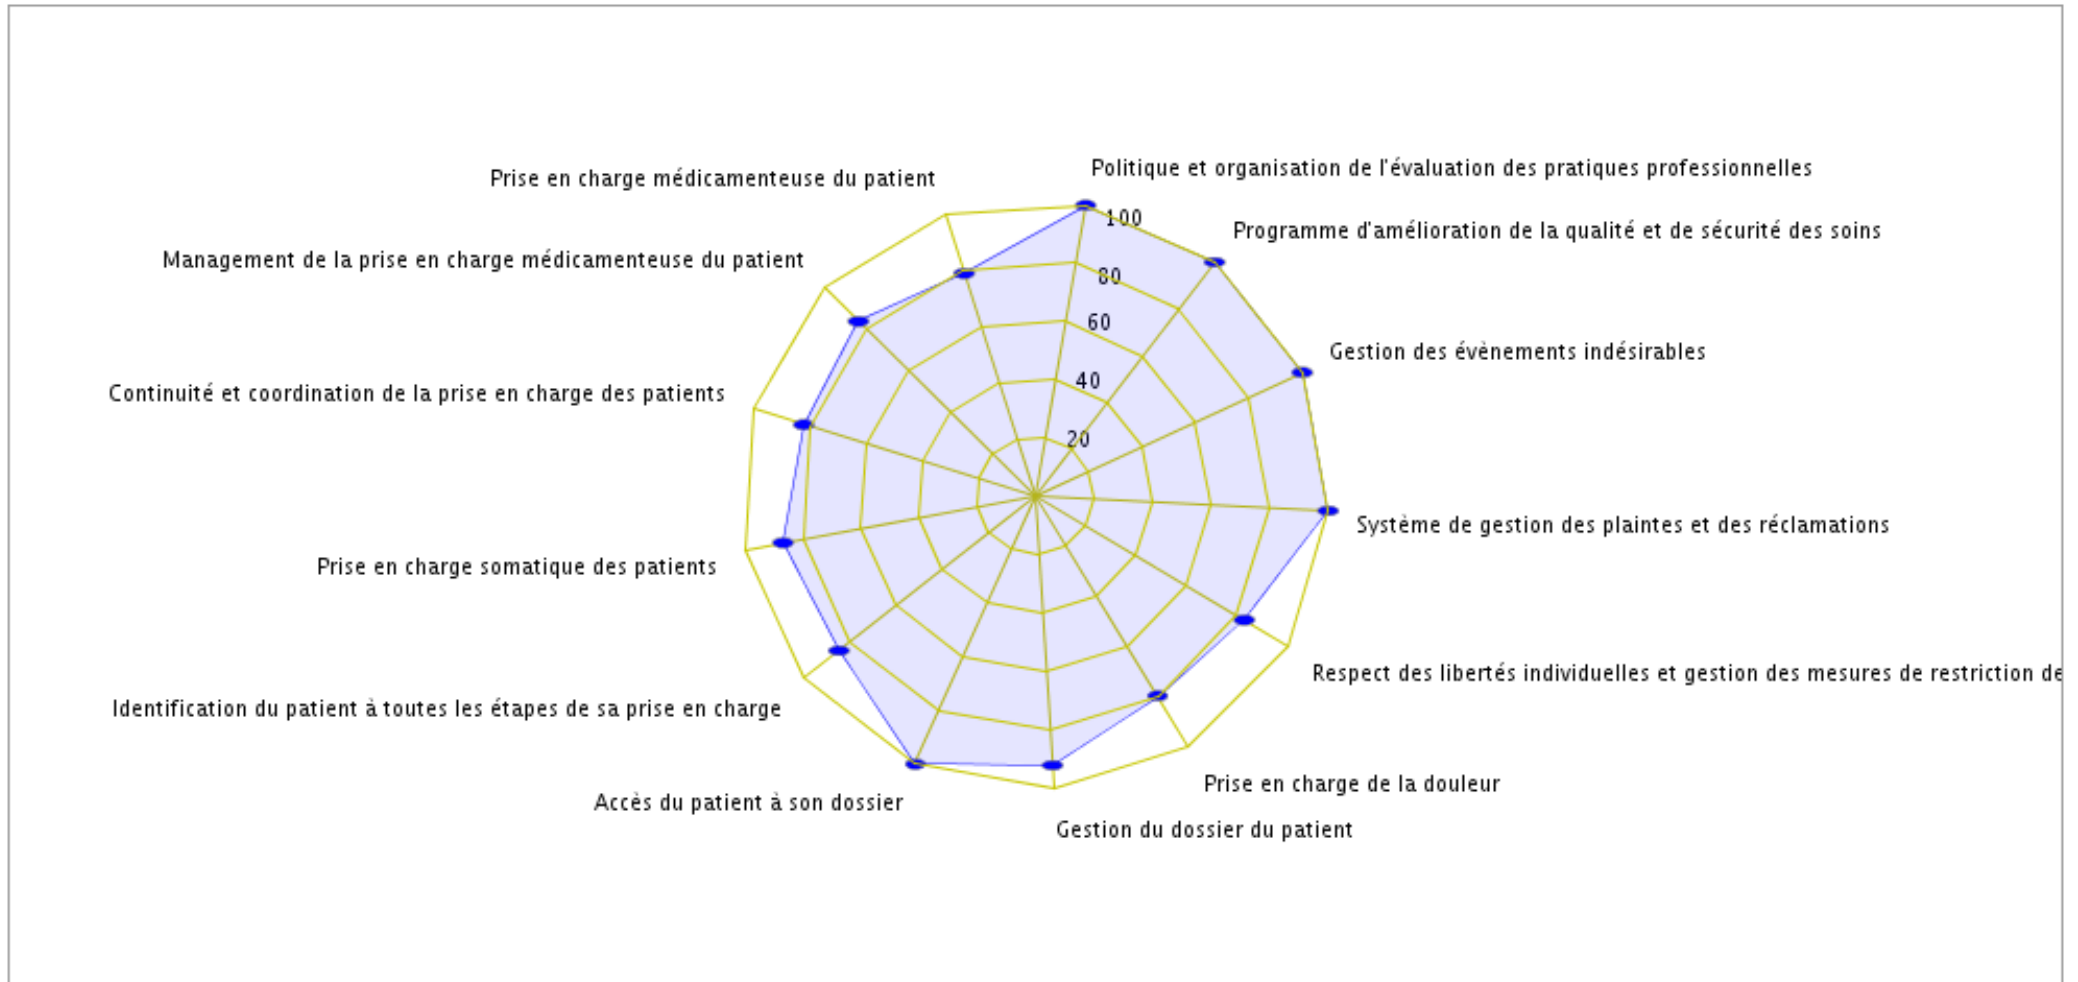 Politique et organisation de l'évaluation des pratiques professionnelles
Prise en charge médicamenteuse du patient
100
Programme d'amélioration de la qualité et de sécurité des soins
Management de la prise en charge médicamenteuse du patient
80
60
Gestion des évènements indésirables
40
Continuité et coordination de la prise en charge des patients
20
Système de gestion des plaintes et des réclamations
Prise en charge somatique des patients
Respect des libertés individuelles et gestion des mesures de restriction de
Identification du patient à toutes les étapes de sa prise en charge
Prise en charge de la douleur
Accès du patient à son dossier
Gestion du dossier du patient